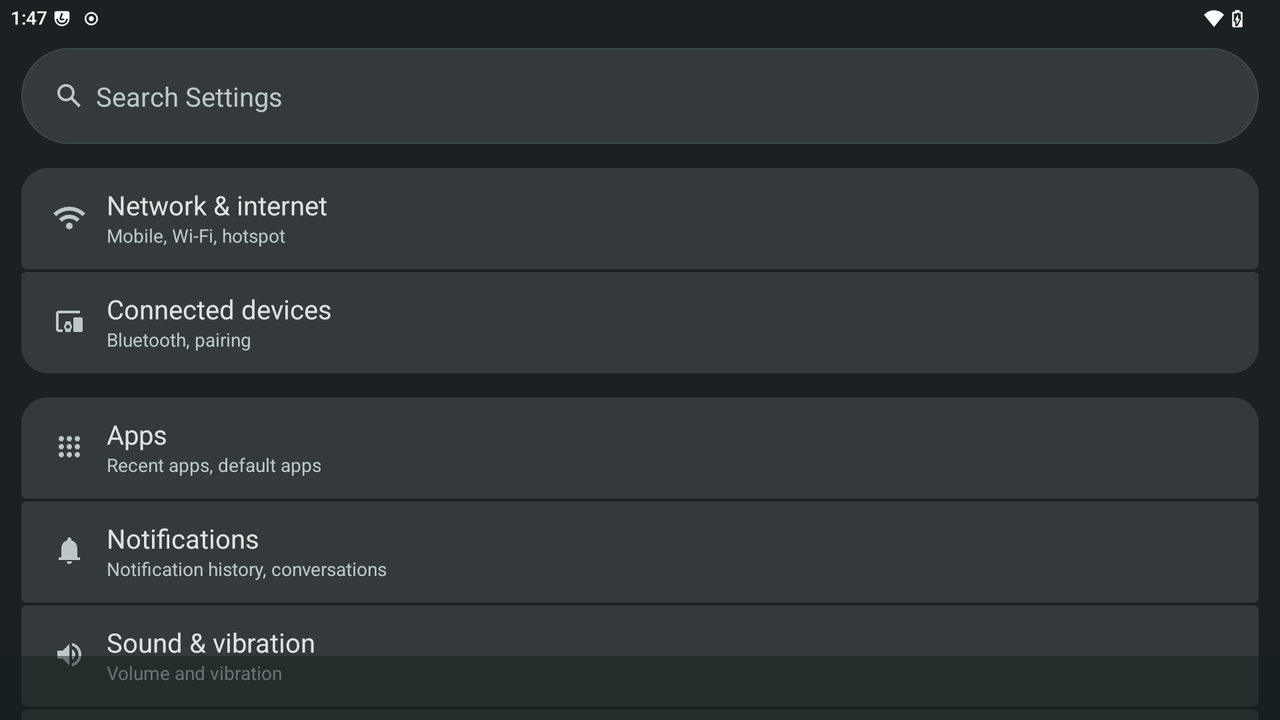 1:47
Search Settings
Network & internet
Mobile, Wi-Fi, hotspot
Connected devices
Bluetooth, pairing
Apps
Recent apps, default apps
Notifications
Notification history, conversations
Sound & vibration
Volume and vibration